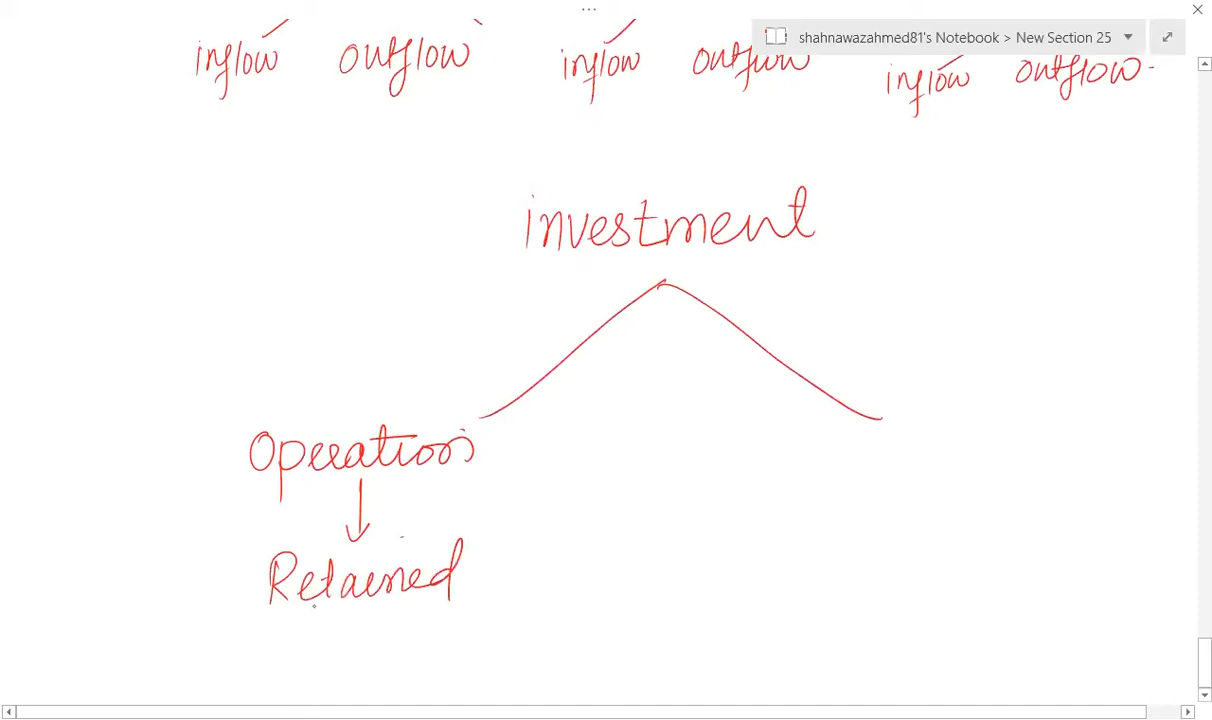 shahnawazahmed81's Notebook > New Section 25
inflow outflow inflow outflow inflow outflow
investment
Operations
Retained